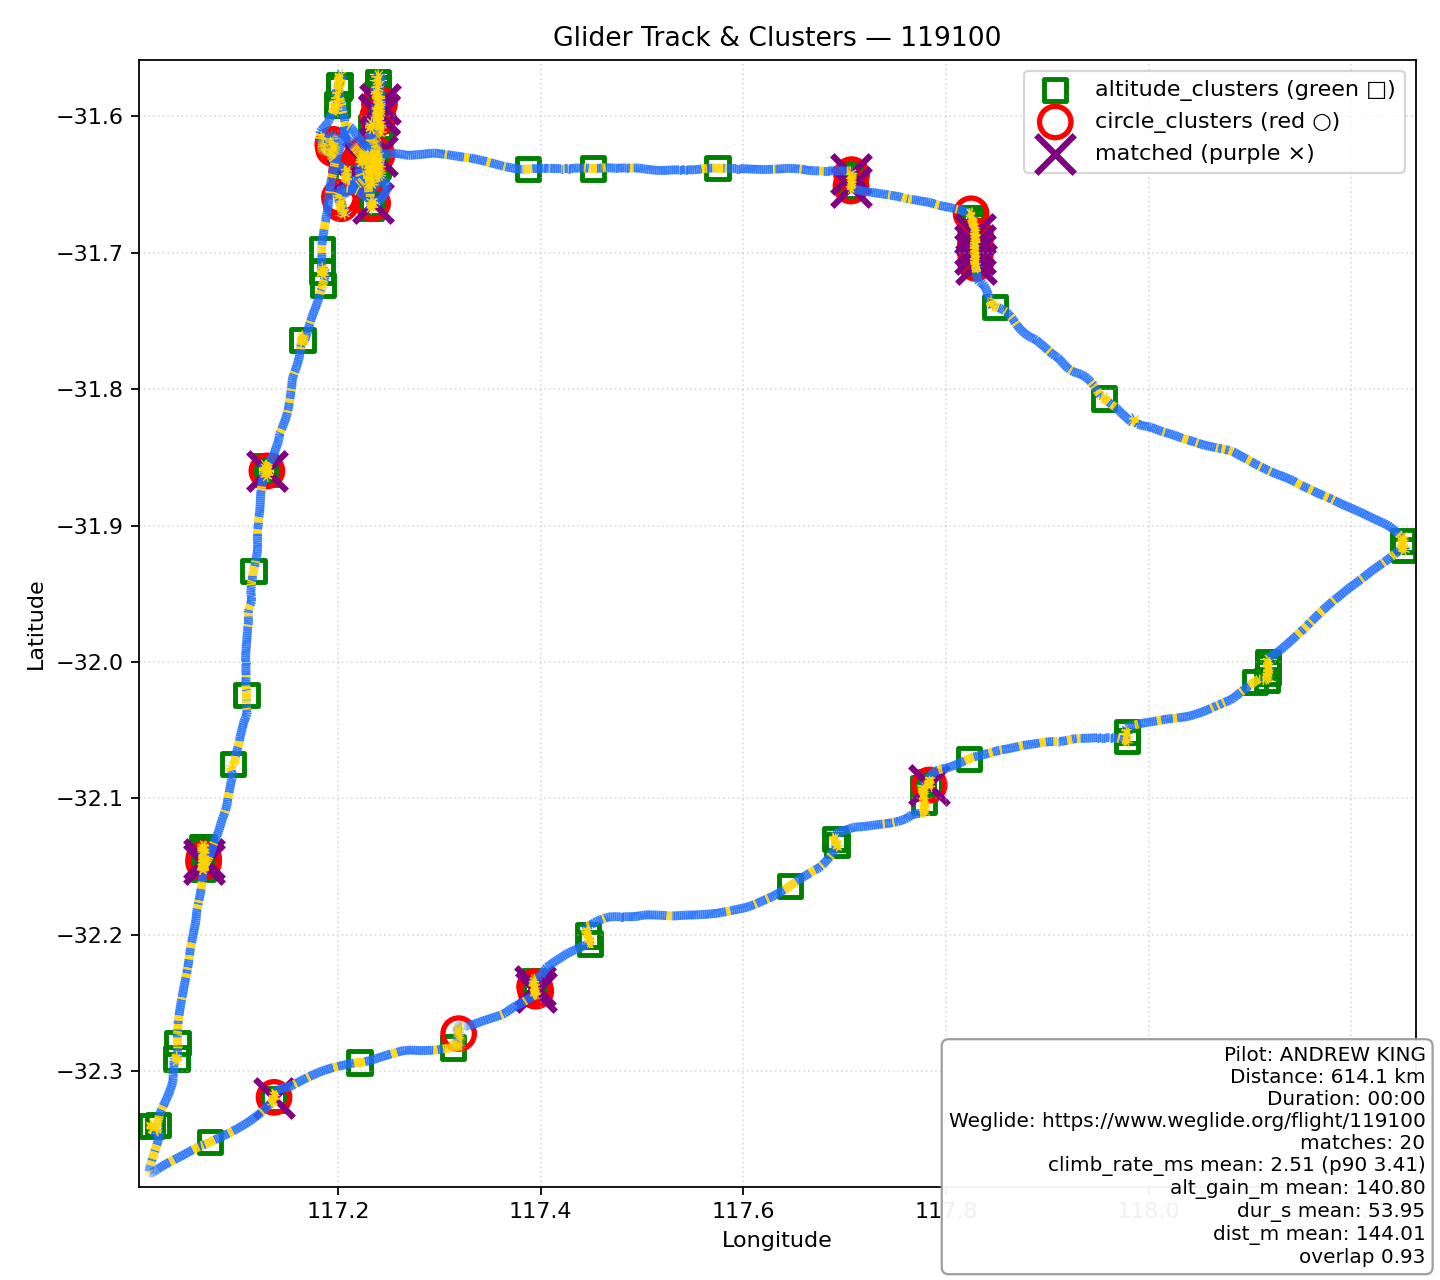 Glider Track & Clusters — 119100
altitude_clusters (green □)
circle_clusters (red ○)
matched (purple ×)
Latitude
−31.6
−31.7
−31.8
−31.9
−32.0
−32.1
−32.2
−32.3
117.2
117.4
117.6
117.8
118.0
Longitude
Pilot: ANDREW KING
Distance: 614.1 km
Duration: 00:00
Weglide: https://www.weglide.org/flight/119100
matches: 20
climb_rate_ms mean: 2.51 (p90 3.41)
alt_gain_m mean: 140.80
dur_s mean: 53.95
dist_m mean: 144.01
overlap 0.93